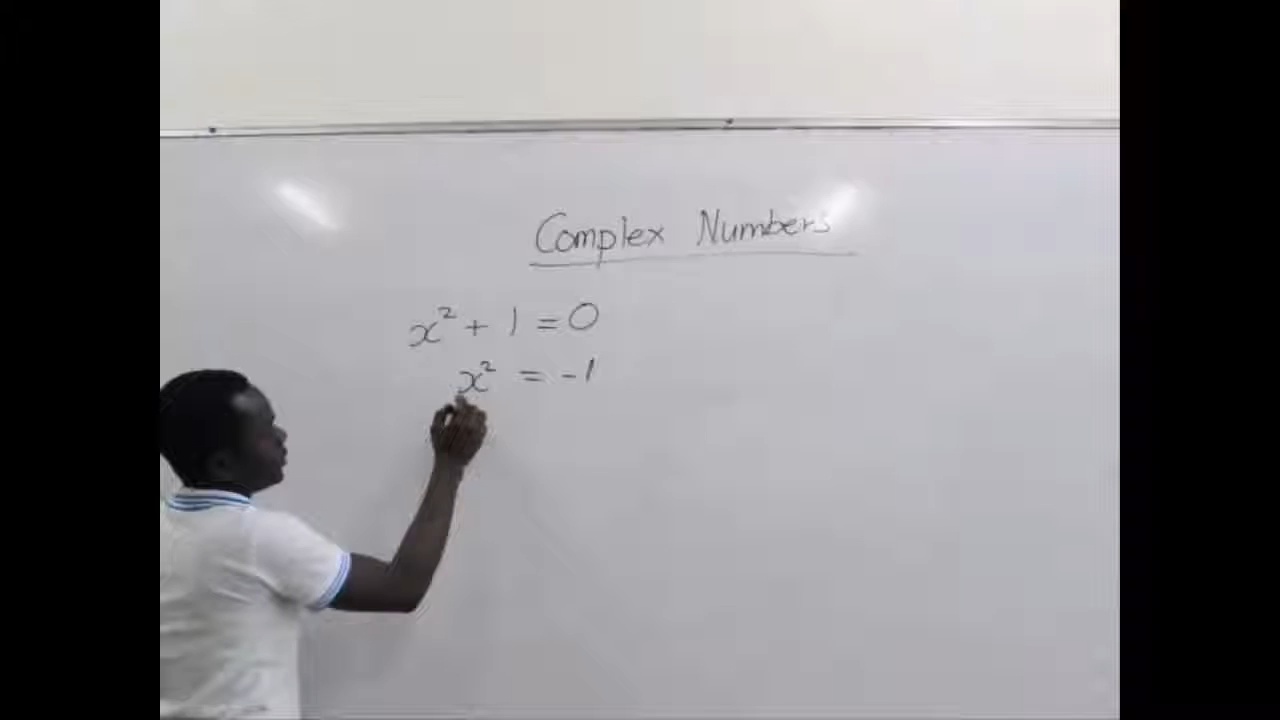 Complex Numbers
x² + 1 = 0
x² = -1